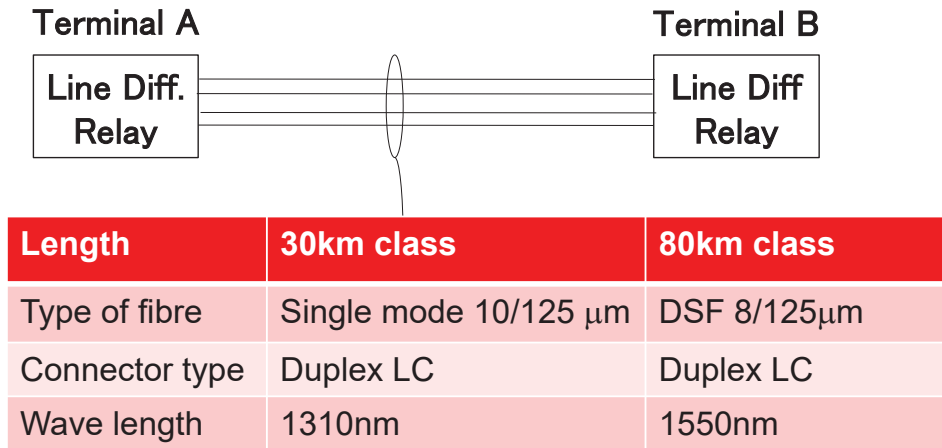 Terminal A
Terminal B
Line Diff.
Relay
Line Diff
Relay
Length 30km class 80km class
Type of fibre Single mode 10/125 μm DSF 8/125μm
Connector type Duplex LC Duplex LC
Wave length 1310nm 1550nm